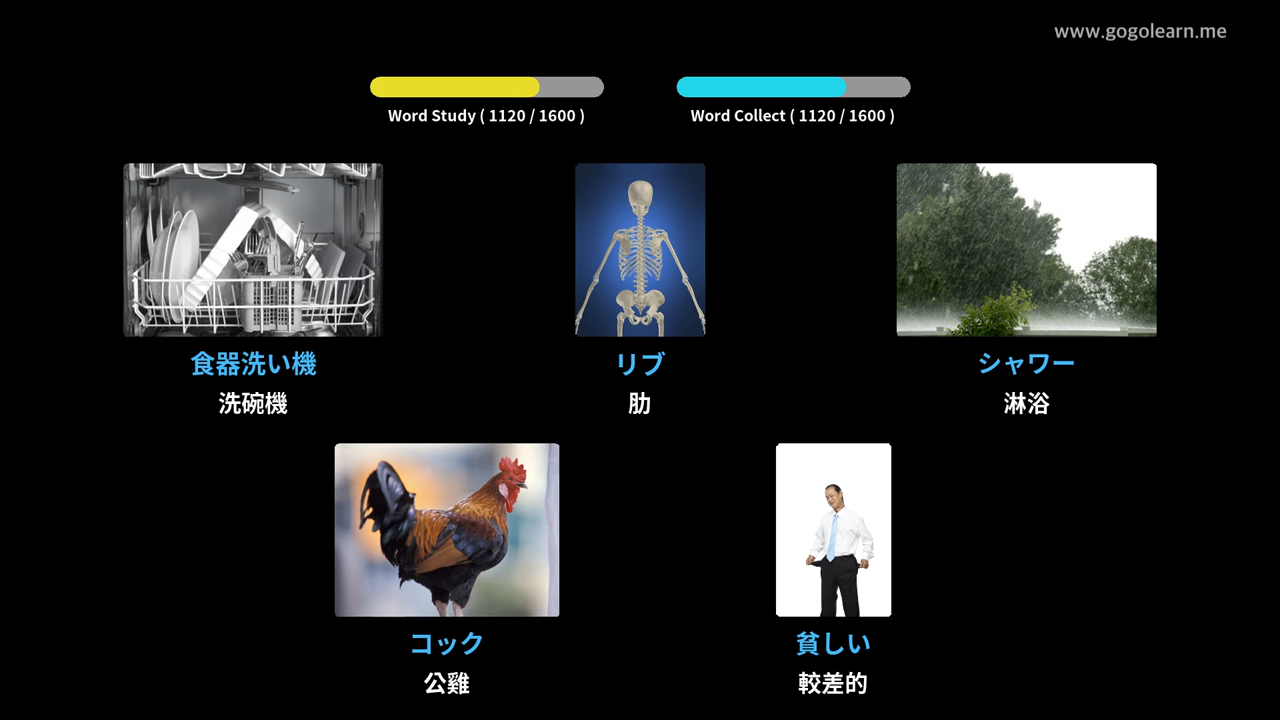 www.gogolearn.me
Word Study ( 1120 / 1600 )
Word Collect ( 1120 / 1600 )
食器洗い機
洗碗機
リブ
肋
シャワー
淋浴
コック
公雞
貧しい
較差的